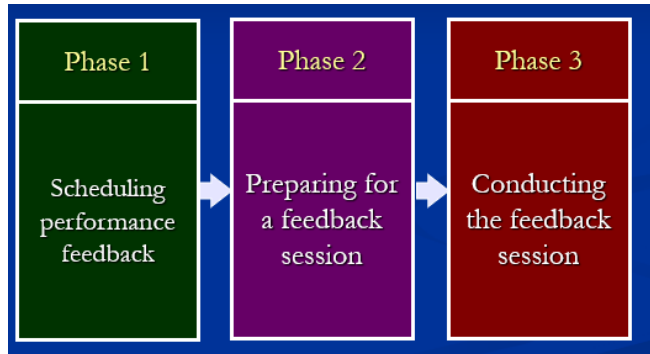 Phase 1
Scheduling
performance
feedback
Phase 2
Preparing for
a feedback
session
Phase 3
Conducting
the feedback
session